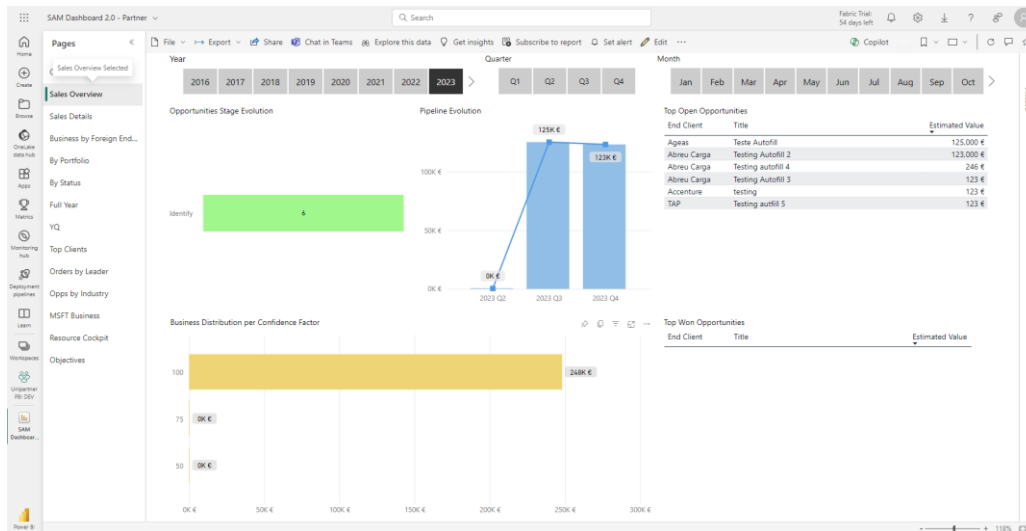 SAM Dashboard 2.0 - Partner
Search
Fabric Trial:
54 days left
Home
Create
Browse
OneLake
data hub
Apps
Metrics
Monitoring
hub
Deployment
pipelines
Learn
Workspaces
Unipartner
PBI DEV
SAM
Dashboar...
Power BI
Pages
Sales Overview Selected
Sales Overview
Sales Details
Business by Foreign End...
By Portfolio
By Status
Full Year
YQ
Top Clients
Orders by Leader
Opps by Industry
MSFT Business
Resource Cockpit
Objectives
File Export Share Chat in Teams Explore this data Get insights Subscribe to report Set alert Edit ... Copilot
Year
2016 2017 2018 2019 2020 2021 2022 2023
Quarter
Q1 Q2 Q3 Q4
Month
Jan Feb Mar Apr May Jun Jul Aug Sep Oct
Opportunities Stage Evolution
Identify
6
Pipeline Evolution
125K €
123K €
100K €
50K €
0K €
0K €
2023 Q2 2023 Q3 2023 Q4
Top Open Opportunities
End Client Title Estimated Value
Ageas Teste Autofill 125,000 €
Abreu Carga Testing Autofill 2 123,000 €
Abreu Carga Testing autofill 4 246 €
Abreu Carga Testing Autofill 3 123 €
Accenture testing 123 €
TAP Testing autfill 5 123 €
Business Distribution per Confidence Factor
100 248K €
75 0K €
50 0K €
0K € 50K € 100K € 150K € 200K € 250K € 300K €
Top Won Opportunities
End Client Title Estimated Value
118%